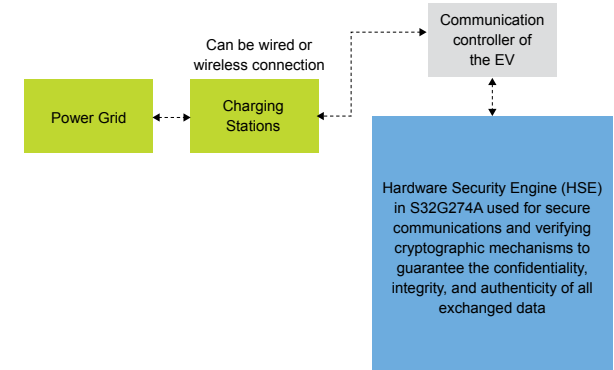 Communication
controller of
the EV
Can be wired or
wireless connection
Power Grid
Charging
Stations
Hardware Security Engine (HSE)
in S32G274A used for secure
communications and verifying
cryptographic mechanisms to
guarantee the confidentiality,
integrity, and authenticity of all
exchanged data